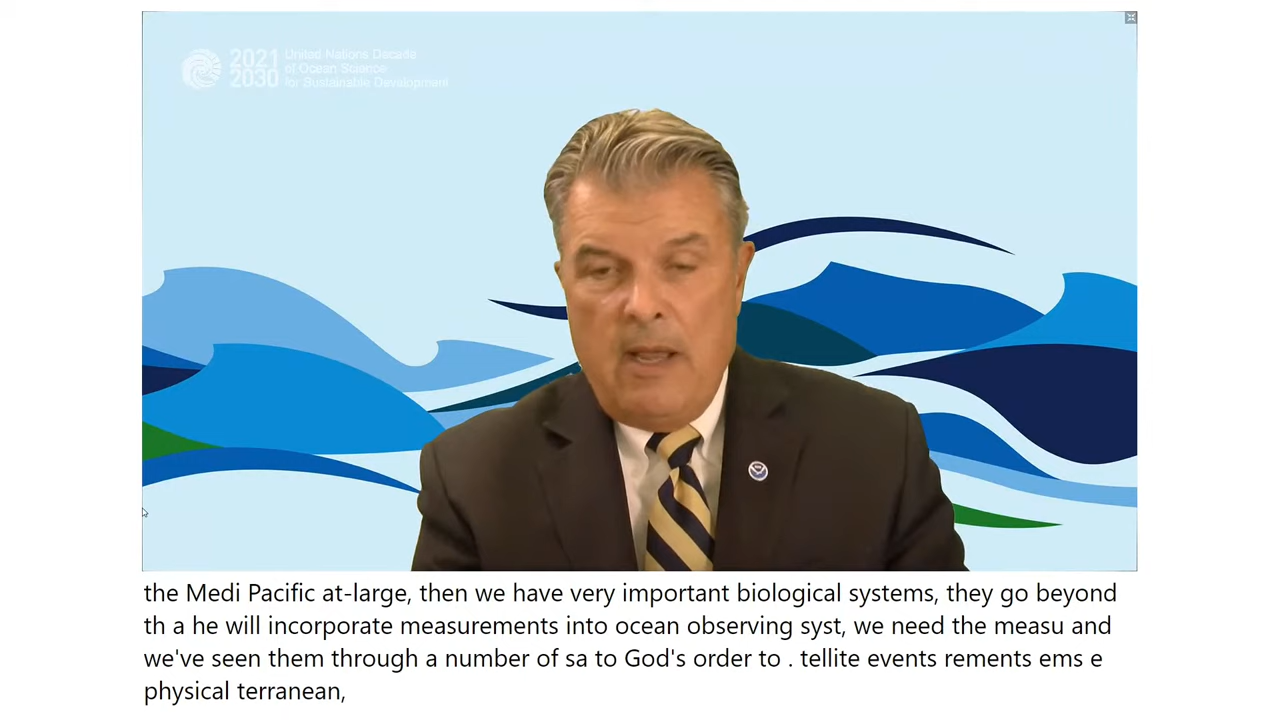 2021
2030
United Nations Decade
of Ocean Science
for Sustainable Development
the Medi Pacific at-large, then we have very important biological systems, they go beyond
th a he will incorporate measurements into ocean observing syst, we need the measu and
we've seen them through a number of sa to God's order to . tellite events rements ems e
physical terranean,